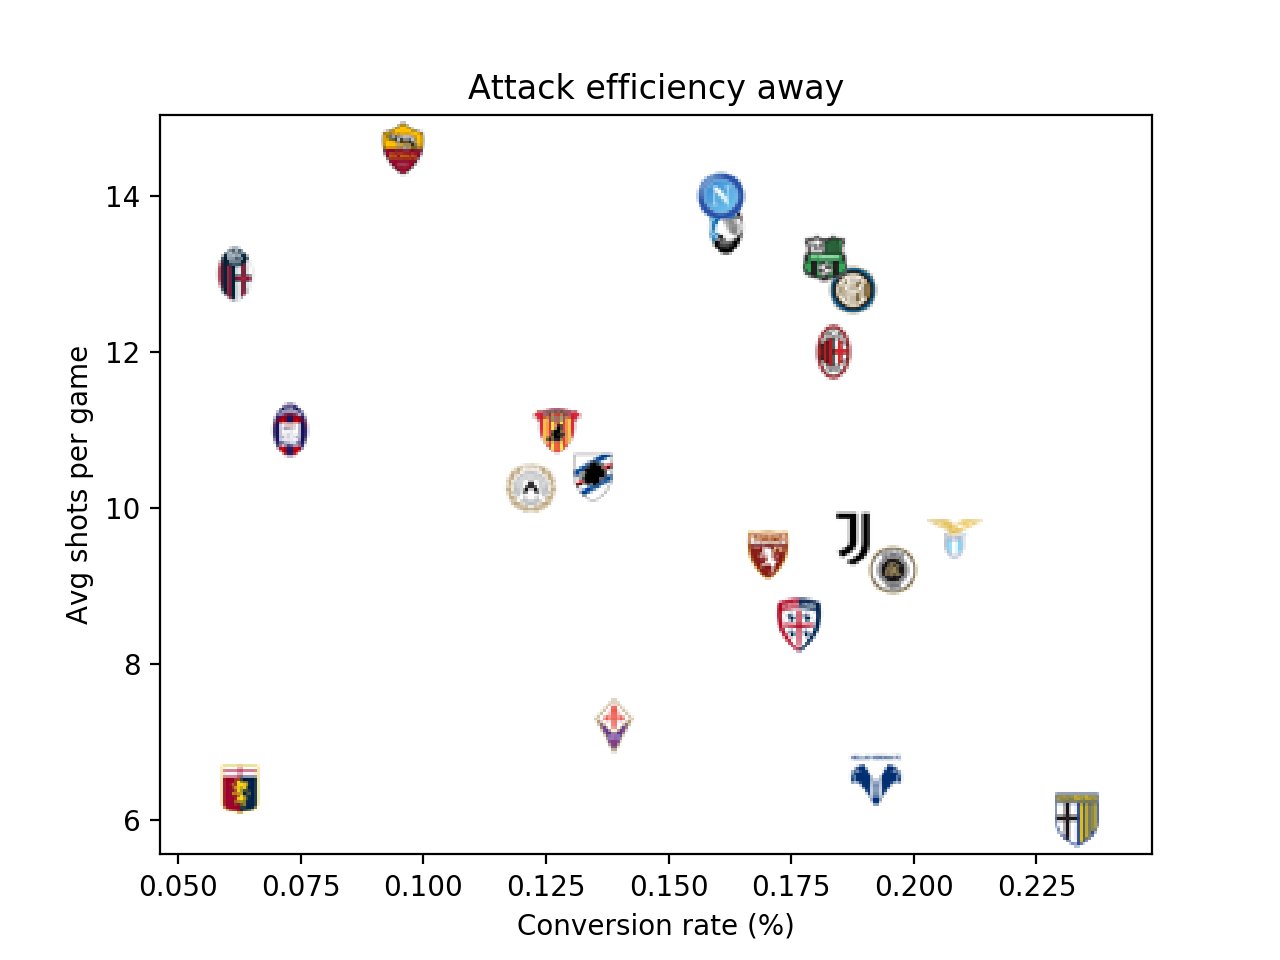 Attack efficiency away
Avg shots per game
14
12
10
8
6
0.050 0.075 0.100 0.125 0.150 0.175 0.200 0.225
Conversion rate (%)
N
TORINO